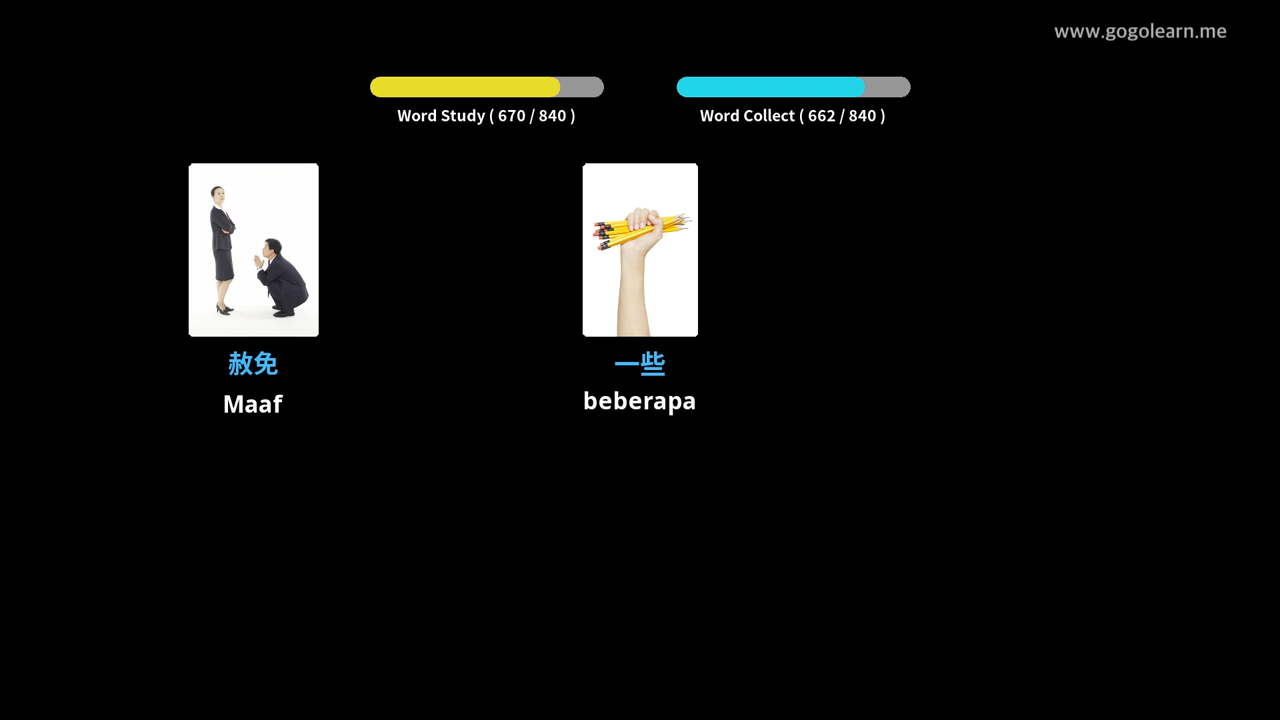 www.gogolearn.me
Word Study ( 670 / 840 )
Word Collect ( 662 / 840 )
赦免
Maaf
一些
beberapa